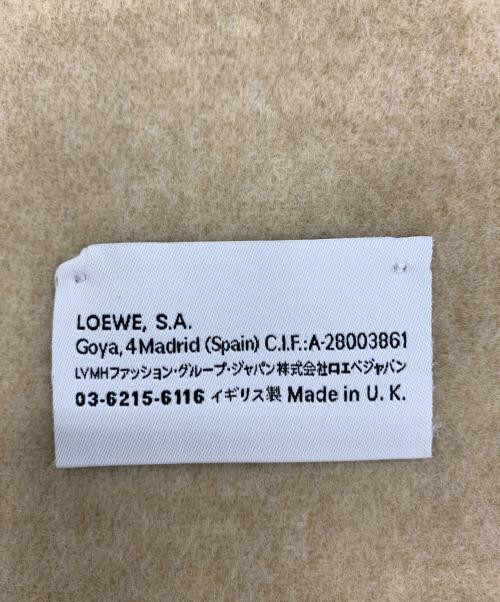 LOEWE, S.A.
Goya, 4 Madrid (Spain) C.I.F.:A-28003861
LVMHファッション・グループ・ジャパン株式会社ロエベジャパン
03-6215-6116 イギリス製 Made in U. K.